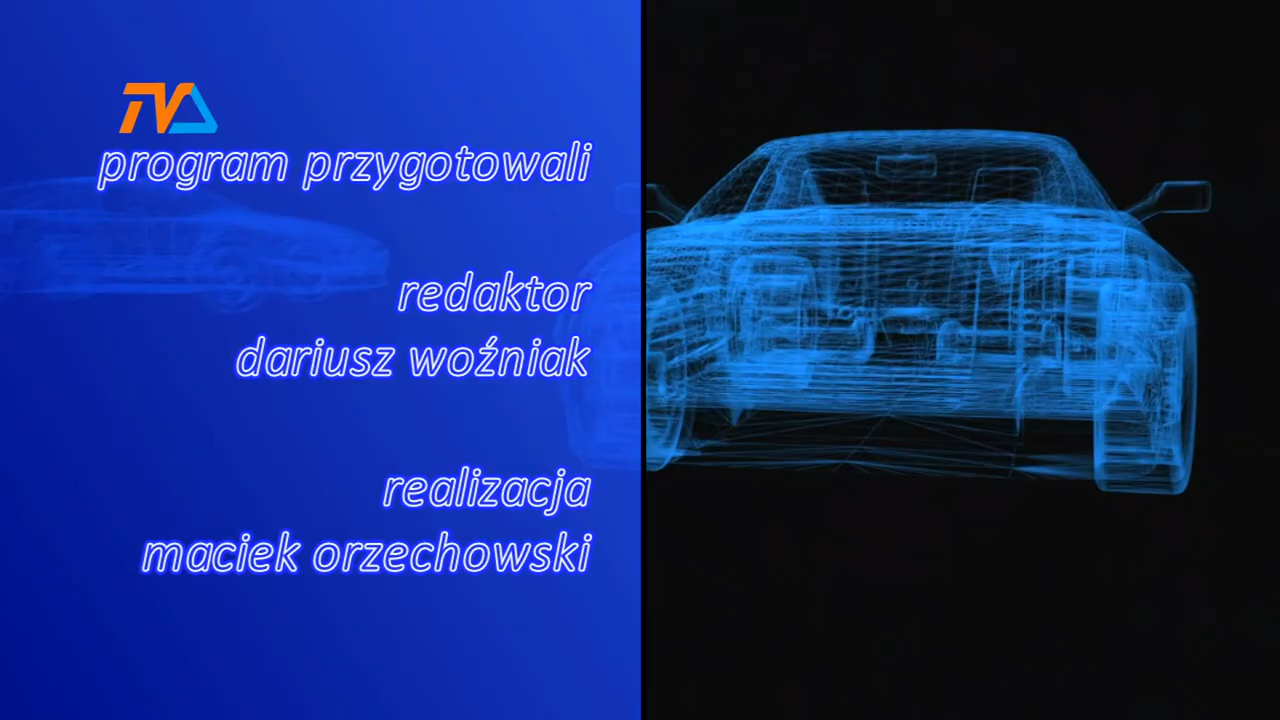 TVA
program przygotowali
redaktor
dariusz woźniak
realizacja
maciek orzechowski